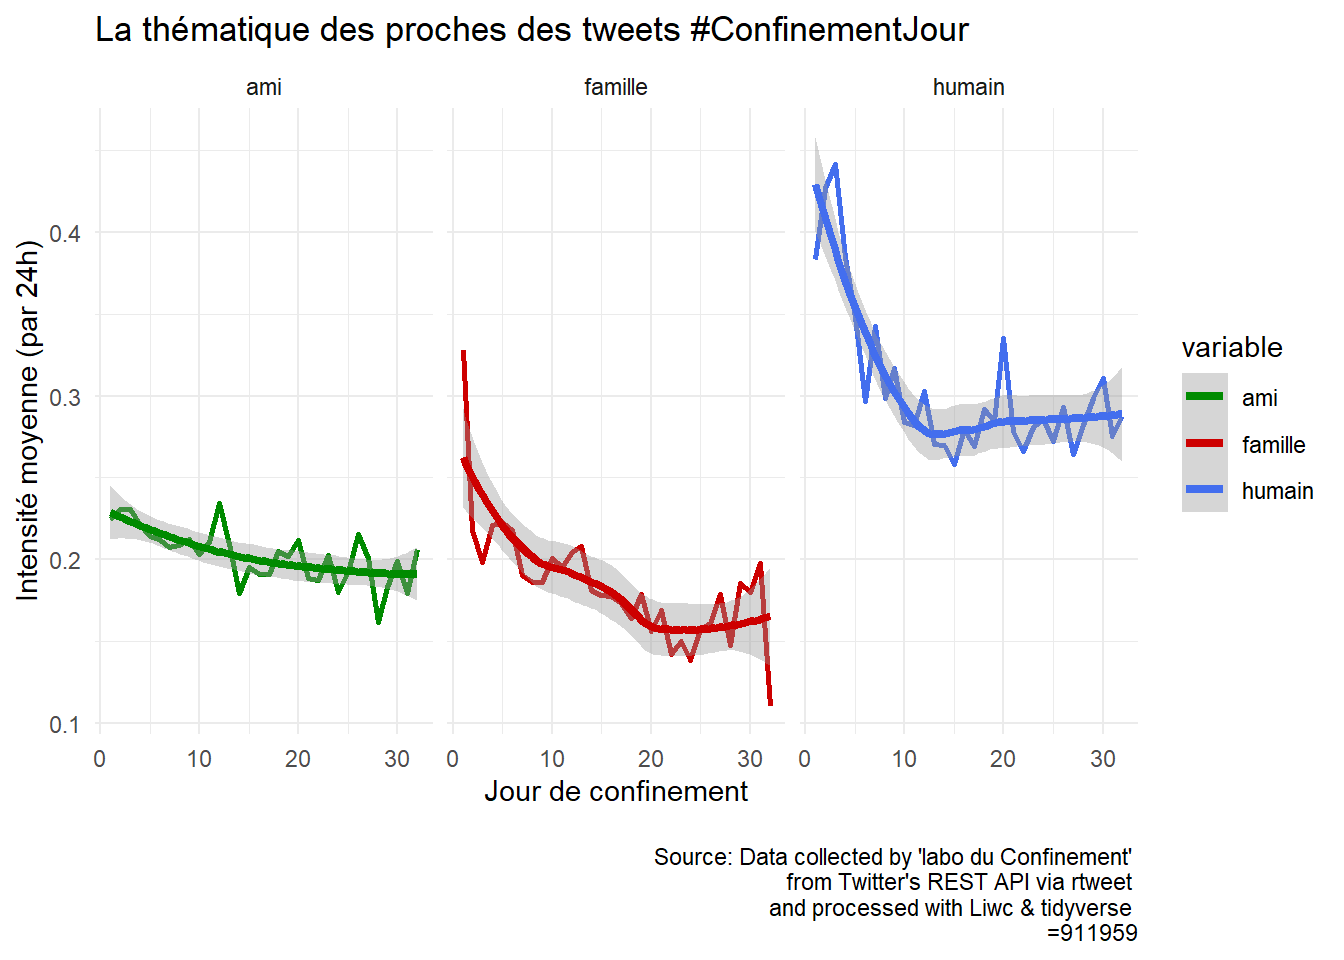 La thématique des proches des tweets #ConfinementJour
ami famille humain
Intensité moyenne (par 24h)
0.4
0.3
0.2
0.1
0 10 20 30 0 10 20 30 0 10 20 30
Jour de confinement
variable
ami
famille
humain
Source: Data collected by 'labo du Confinement'
from Twitter's REST API via rtweet
and processed with Liwc & tidyverse
=911959